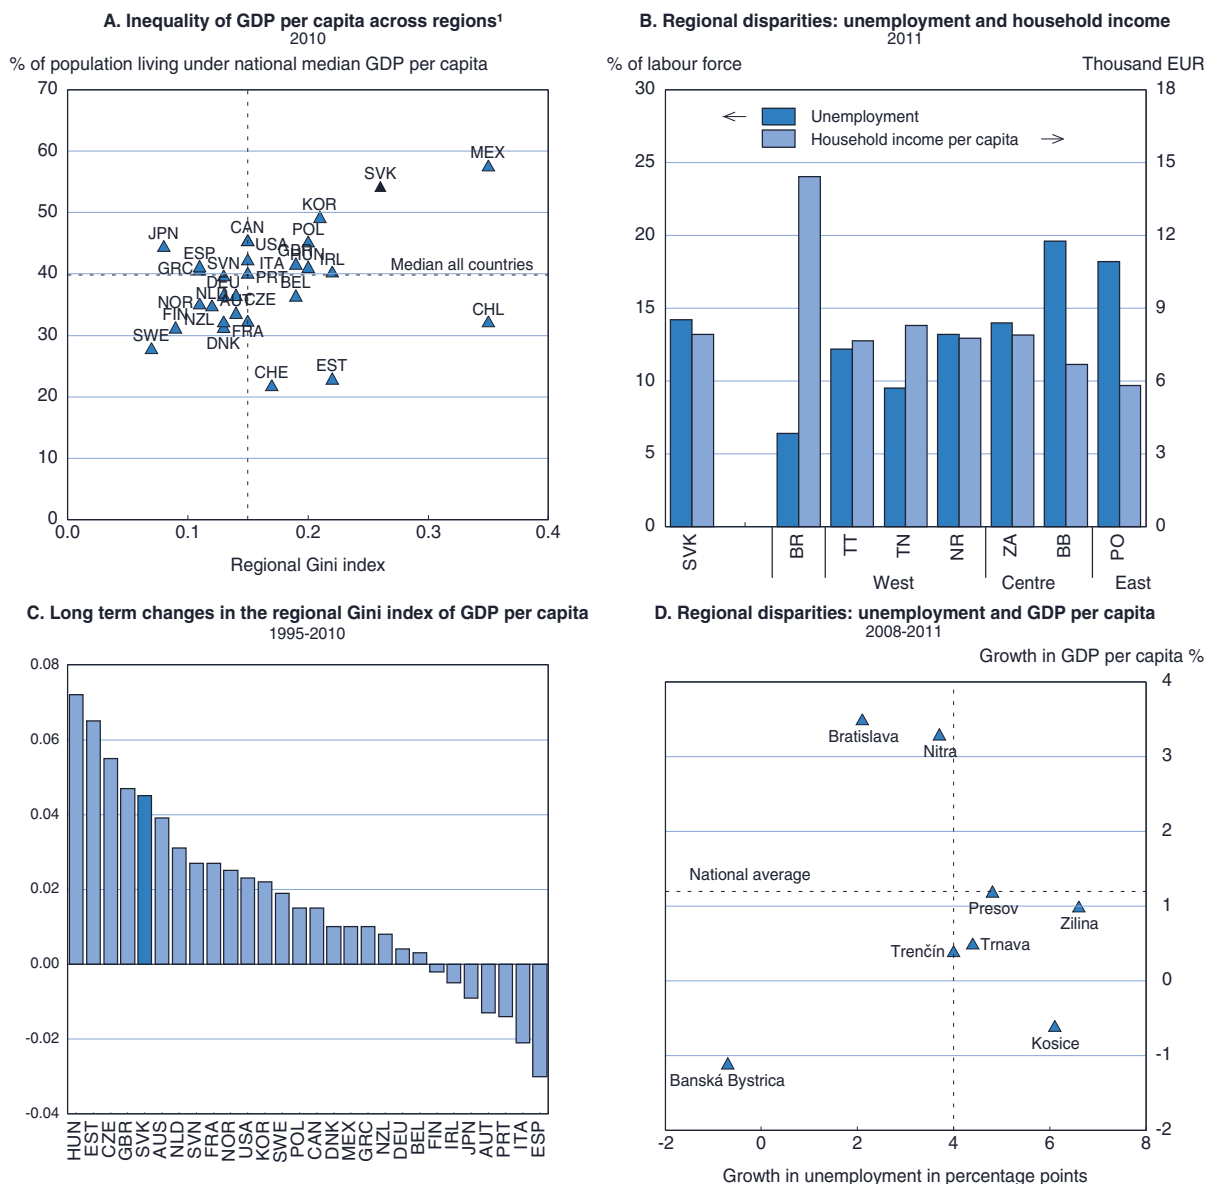 A. Inequality of GDP per capita across regions¹
2010
% of population living under national median GDP per capita
70
60
50
40
30
20
10
0
MEX
SVK
KOR
CAN
POL
JPN
USA
GBR
HUN
IRL
ESP
GRC
SVN
ITA
Median all countries
PRT
DEU
BEL
NLD
AUT
CZE
NOR
CHL
FIN
NZL
FRA
SWE
DNK
CHE
EST
0.0 0.1 0.2 0.3 0.4
Regional Gini index
B. Regional disparities: unemployment and household income
2011
% of labour force Thousand EUR
30 18
25 15
20 12
15 9
10 6
5 3
0 0
Unemployment
Household income per capita
SVK BR TT TN NR ZA BB PO
West Centre East
C. Long term changes in the regional Gini index of GDP per capita
1995-2010
0.08
0.06
0.04
0.02
0.00
-0.02
-0.04
HUN EST CZE GBR SVK AUS NLD SVN FRA NOR USA KOR SWE POL CAN DNK MEX GRC NZL DEU BEL FIN IRL JPN AUT PRT ITA ESP
D. Regional disparities: unemployment and GDP per capita
2008-2011
Growth in GDP per capita %
4
3
2
1
0
-1
-2
Bratislava
Nitra
National average
Presov
Zilina
Trenčín
Trnava
Kosice
Banská Bystrica
-2 0 2 4 6 8
Growth in unemployment in percentage points